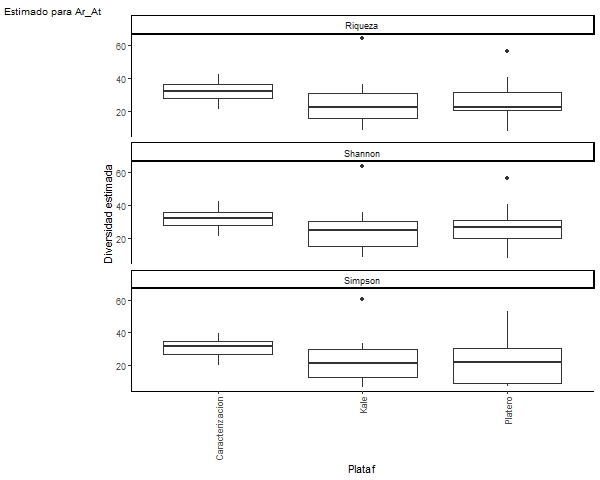 Estimado para Ar_At
Riqueza
60
40
20
Shannon
60
40
20
Simpson
60
40
20
Diversidad estimada
Caracterizacion
Kale
Platero
Plataf